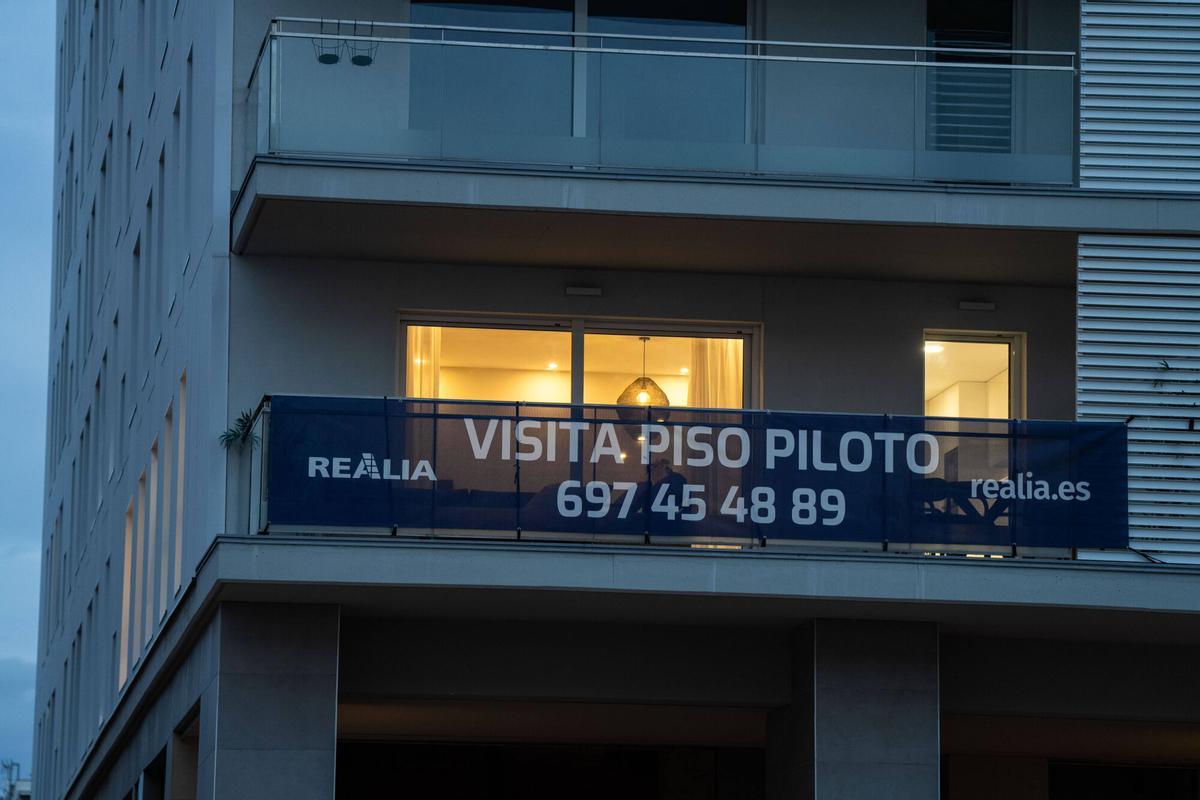 REALIA
VISITA PISO PILOTO
697 45 48 89
realia.es